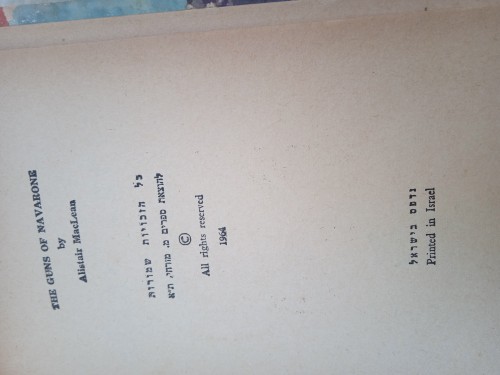 THE GUNS OF NAVARONE
by
Alistair MacLean
כל הזכויות שמורות
להוצאת ספרים מ. מזרחי, ת״א
©
All rights reserved
1964
נדפס בישראל
Printed in Israel